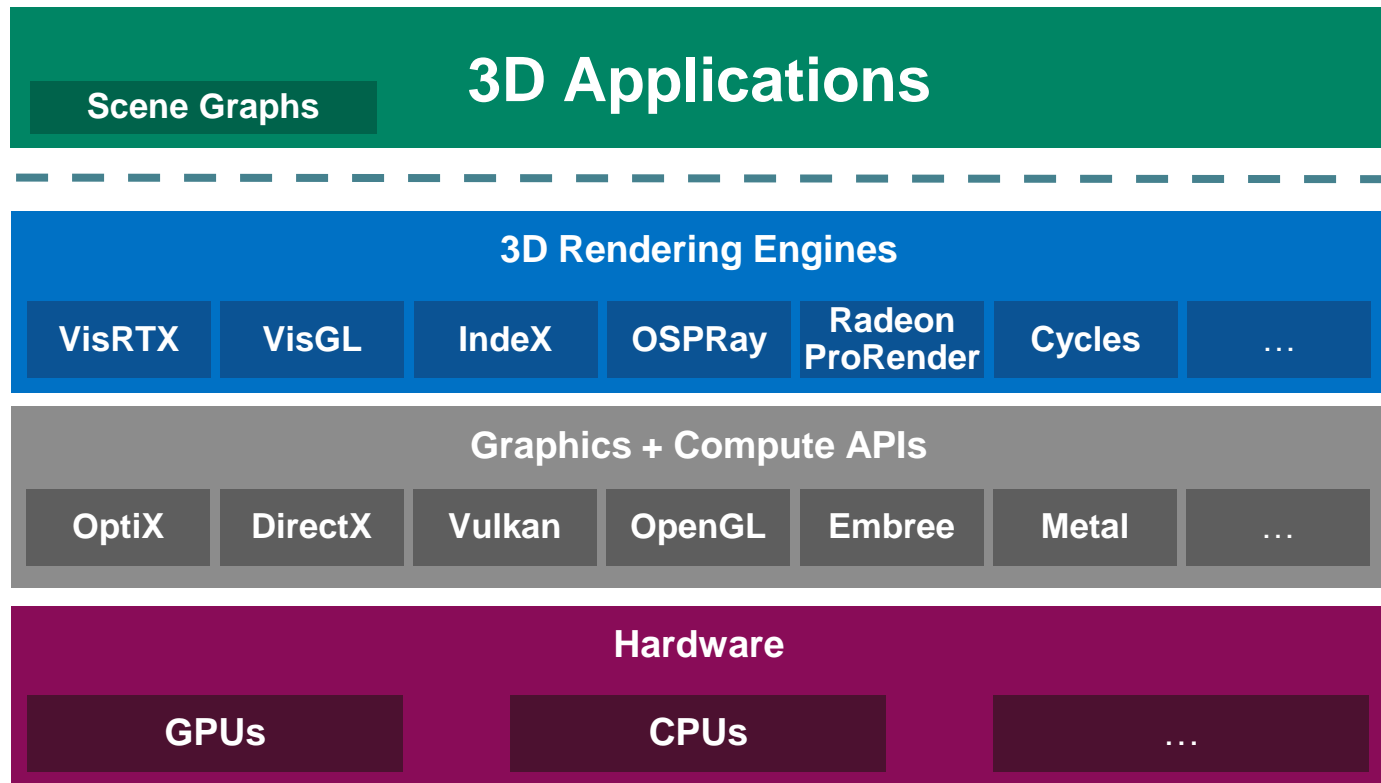 3D Applications
Scene Graphs
3D Rendering Engines
VisRTX
VisGL
IndeX
OSPRay
Radeon
ProRender
Cycles
…
Graphics + Compute APIs
OptiX
DirectX
Vulkan
OpenGL
Embree
Metal
…
Hardware
GPUs
CPUs
…